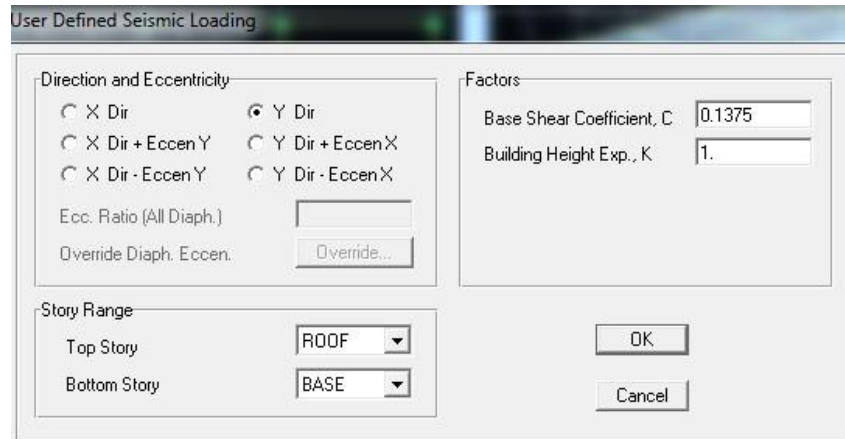 User Defined Seismic Loading
Direction and Eccentricity
X Dir
Y Dir
X Dir + Eccen Y
Y Dir + Eccen X
X Dir - Eccen Y
Y Dir - Eccen X
Ecc. Ratio (All Diaph.)
Override Diaph. Eccen.
Override...
Factors
Base Shear Coefficient, C
0.1375
Building Height Exp., K
1.
Story Range
Top Story
ROOF
Bottom Story
BASE
OK
Cancel